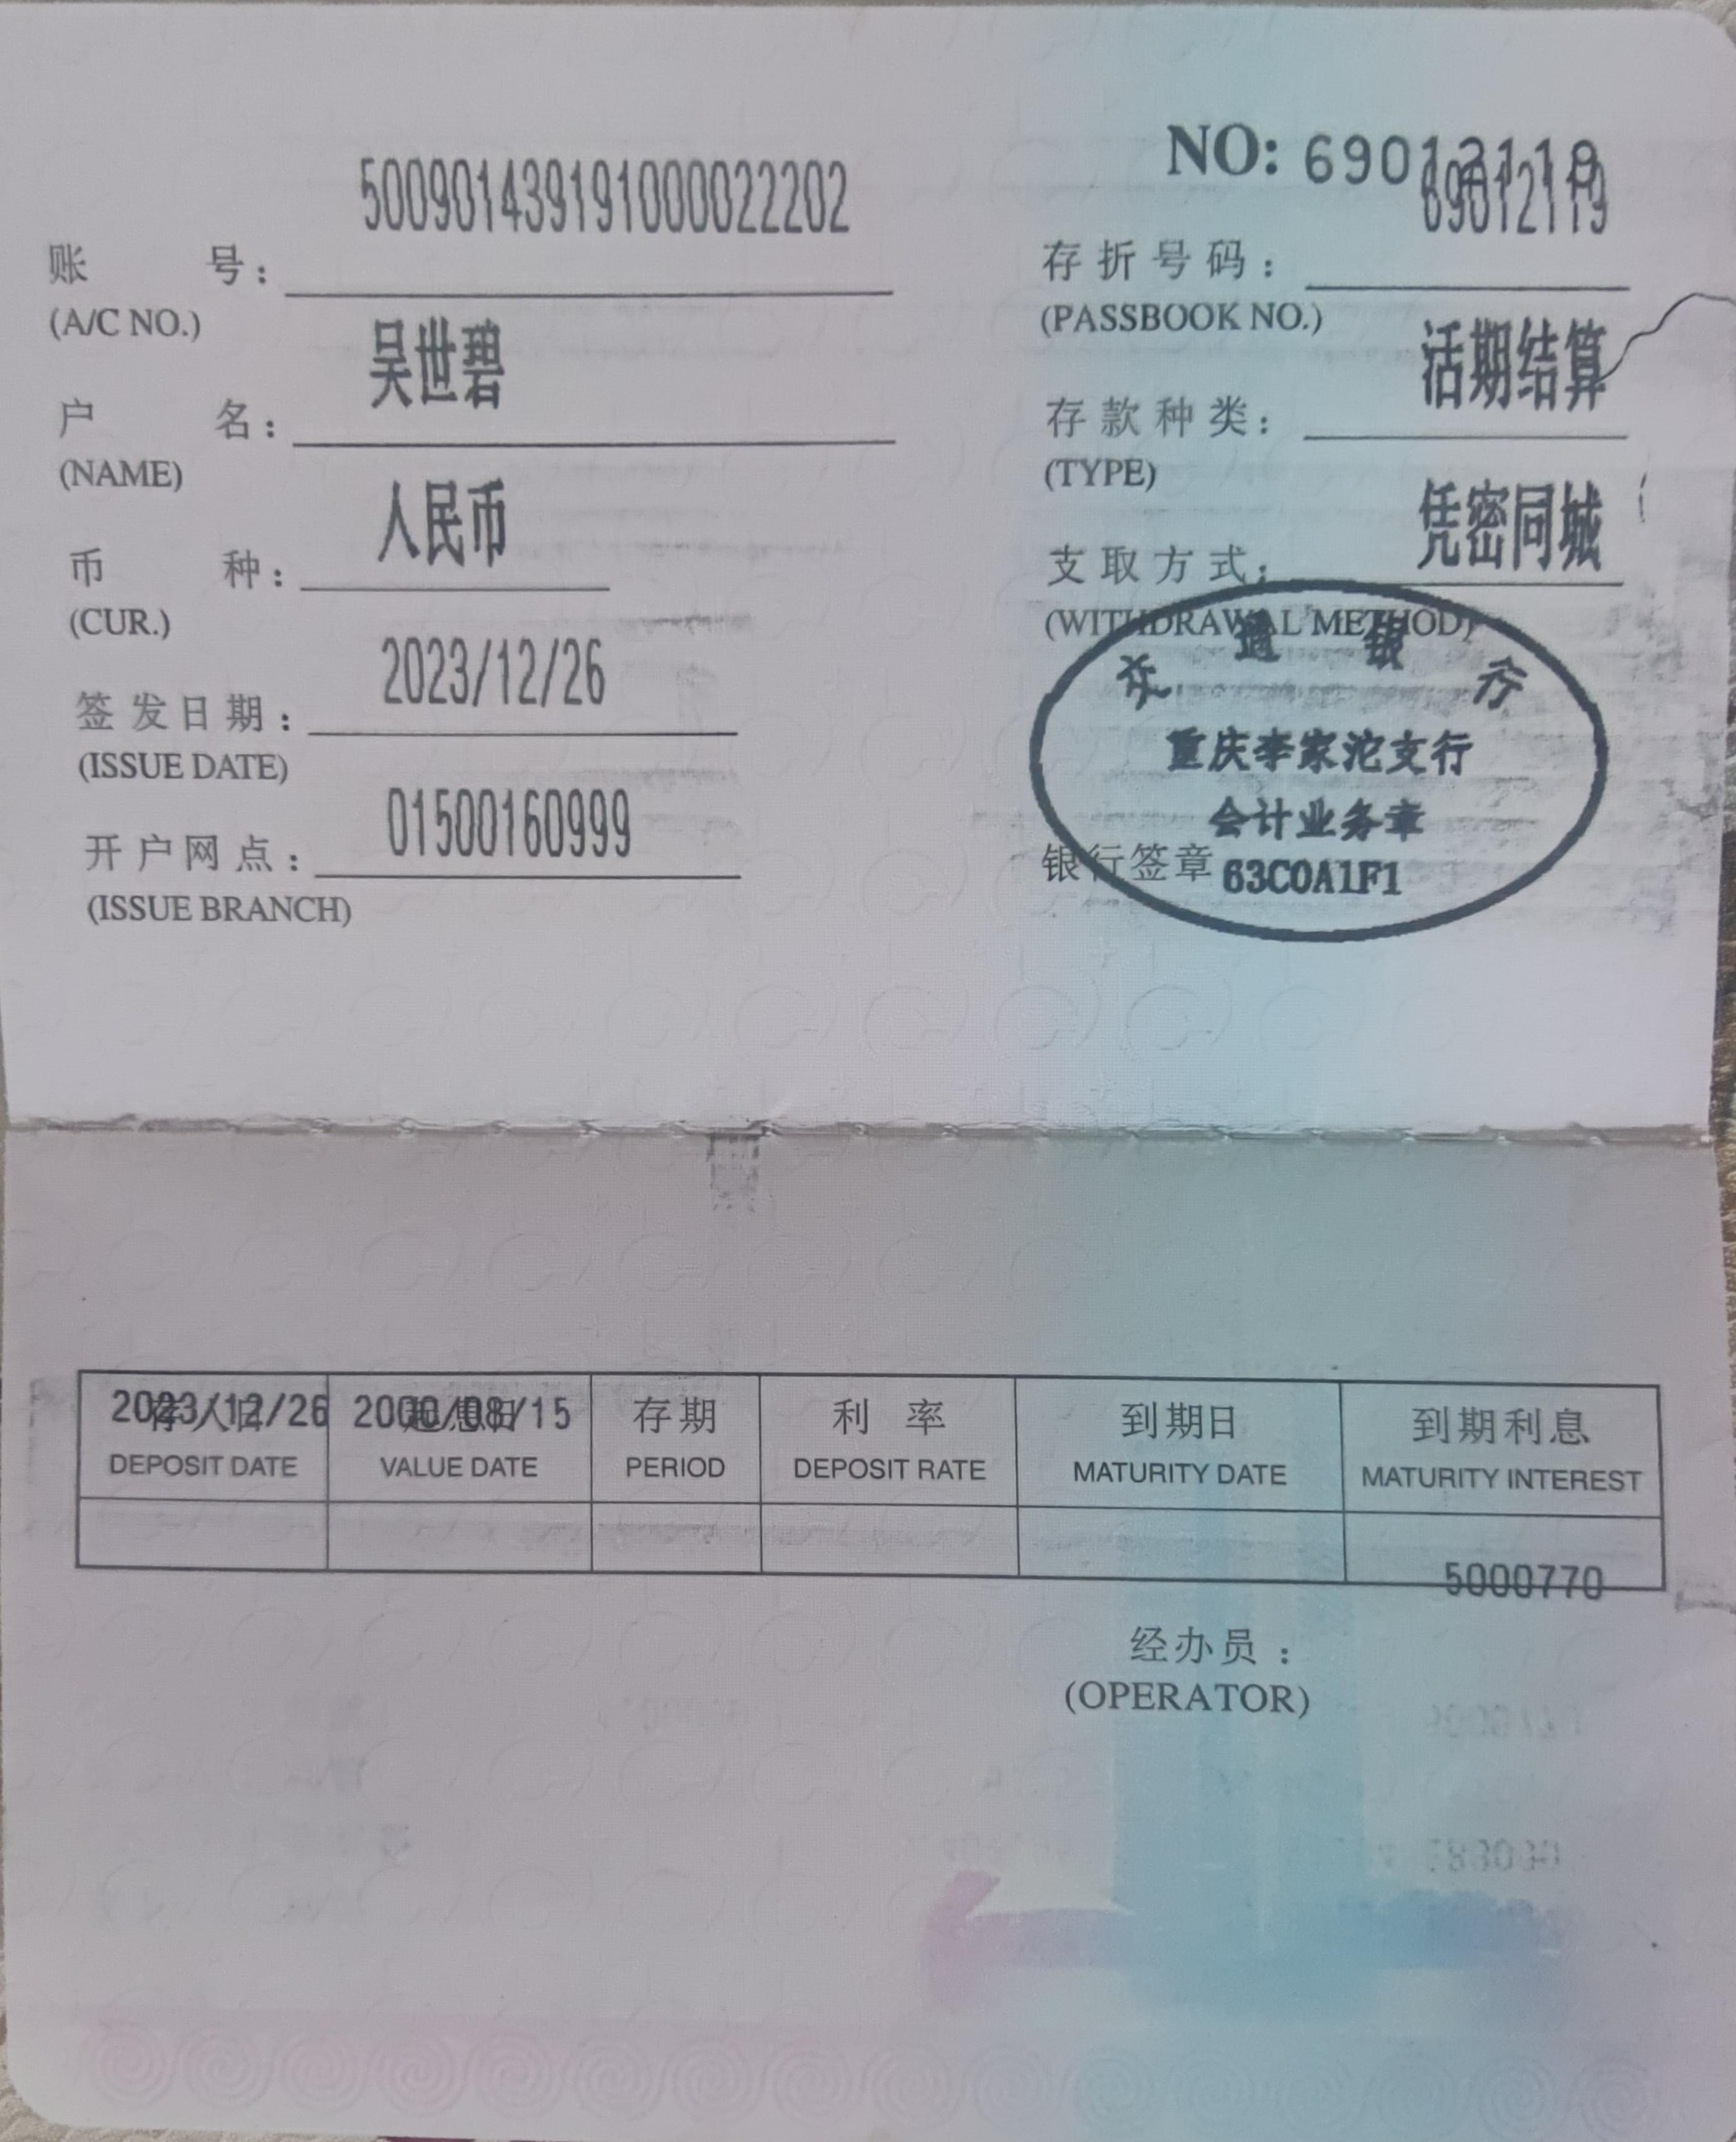 NO: 69012119
500901439191000022202
69012119
账 号： 存折号码：
(A/C NO.) (PASSBOOK NO.)
吴世碧 活期结算
户 名： 存款种类：
(NAME) (TYPE)
人民币 凭密同城
币 种： 支取方式：
(CUR.) (WITHDRAWAL METHOD)
交通银行
2023/12/26
签发日期：
重庆李家沱支行
(ISSUE DATE)
01500160999
会计业务章
开户网点： 银行签章
63C0A1F1
(ISSUE BRANCH)
2023/12/26 2000/08/15
存入日 起息日 存期 利 率 到期日 到期利息
DEPOSIT DATE VALUE DATE PERIOD DEPOSIT RATE MATURITY DATE MATURITY INTEREST
5000770
经办员：
(OPERATOR)